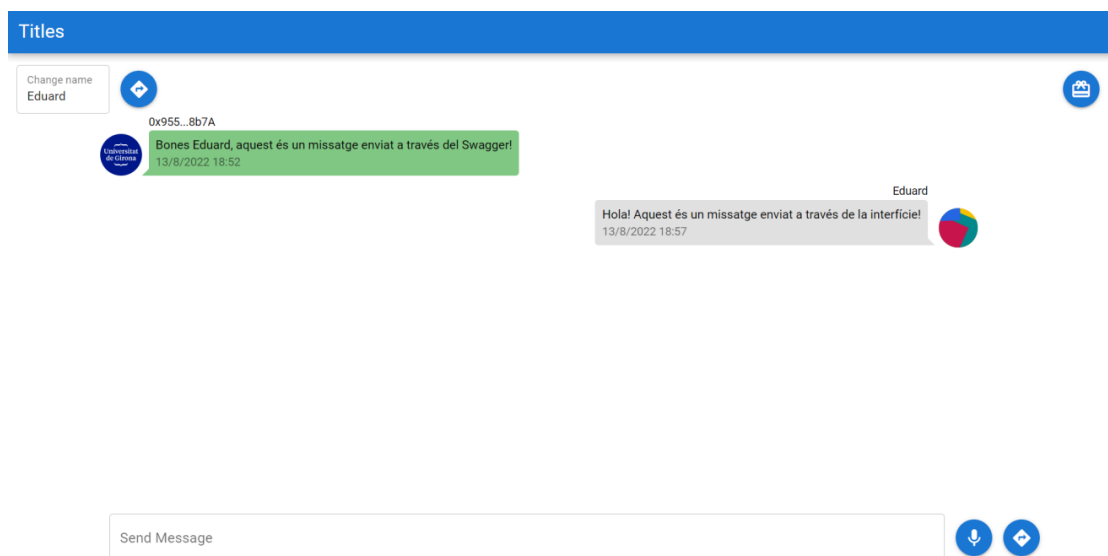 Titles
Change name
Eduard
0x955...8b7A
Universitat
de Girona
Bones Eduard, aquest és un missatge enviat a través del Swagger!
13/8/2022 18:52
Eduard
Hola! Aquest és un missatge enviat a través de la interfície!
13/8/2022 18:57
Send Message